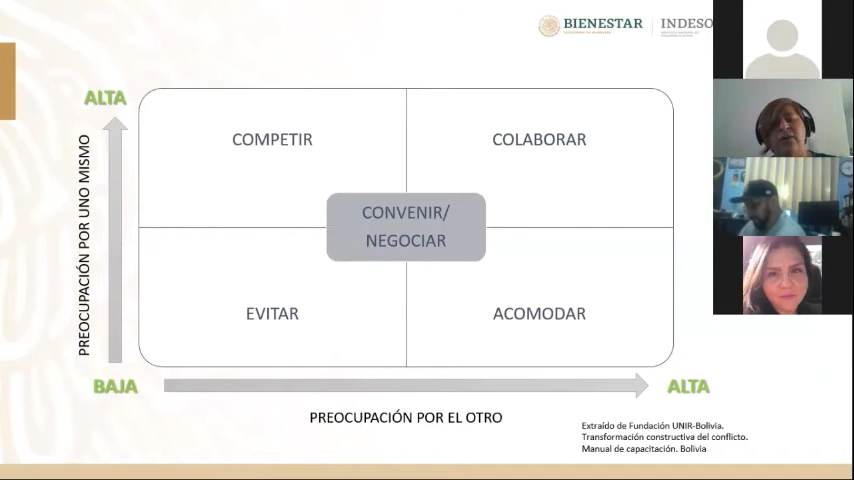 BIENESTAR
INDESO
ALTA
PREOCUPACIÓN POR UNO MISMO
COMPETIR
COLABORAR
CONVENIR/
NEGOCIAR
EVITAR
ACOMODAR
BAJA
ALTA
PREOCUPACIÓN POR EL OTRO
Extraído de Fundación UNIR-Bolivia.
Transformación constructiva del conflicto.
Manual de capacitación. Bolivia